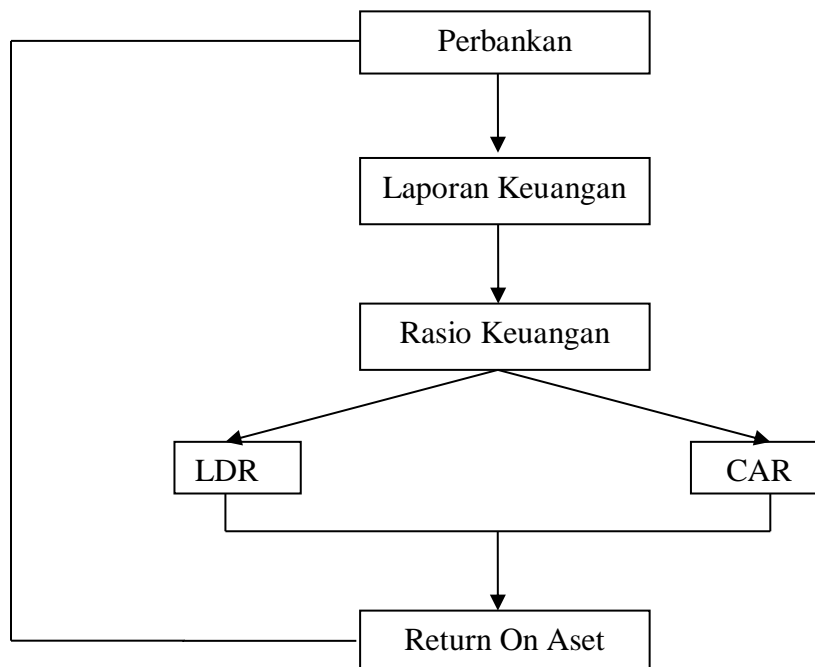 Perbankan
Laporan Keuangan
Rasio Keuangan
LDR
CAR
Return On Aset